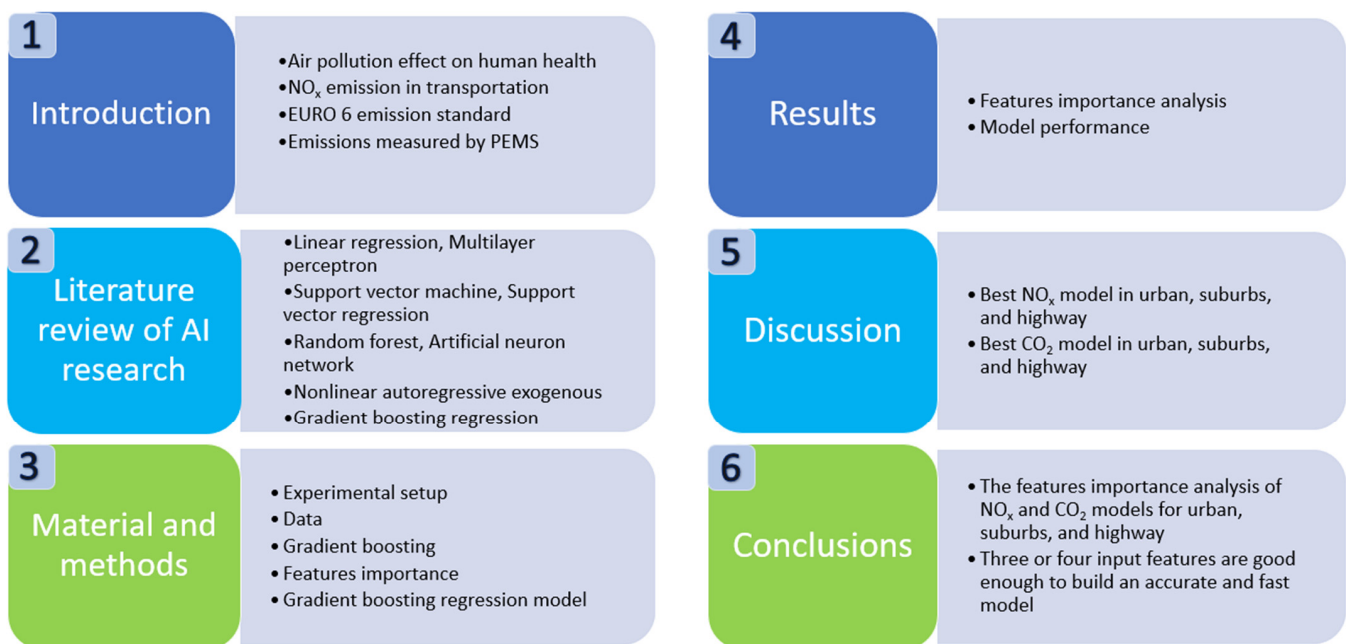 1
Introduction
•Air pollution effect on human health
•NOₓ emission in transportation
•EURO 6 emission standard
•Emissions measured by PEMS
2
Literature
review of AI
research
•Linear regression, Multilayer
perceptron
•Support vector machine, Support
vector regression
•Random forest, Artificial neuron
network
•Nonlinear autoregressive exogenous
•Gradient boosting regression
3
Material and
methods
• Experimental setup
• Data
• Gradient boosting
• Features importance
• Gradient boosting regression model
4
Results
• Features importance analysis
• Model performance
5
Discussion
• Best NOₓ model in urban, suburbs,
and highway
• Best CO₂ model in urban, suburbs,
and highway
6
Conclusions
• The features importance analysis of
NOₓ and CO₂ models for urban,
suburbs, and highway
• Three or four input features are good
enough to build an accurate and fast
model